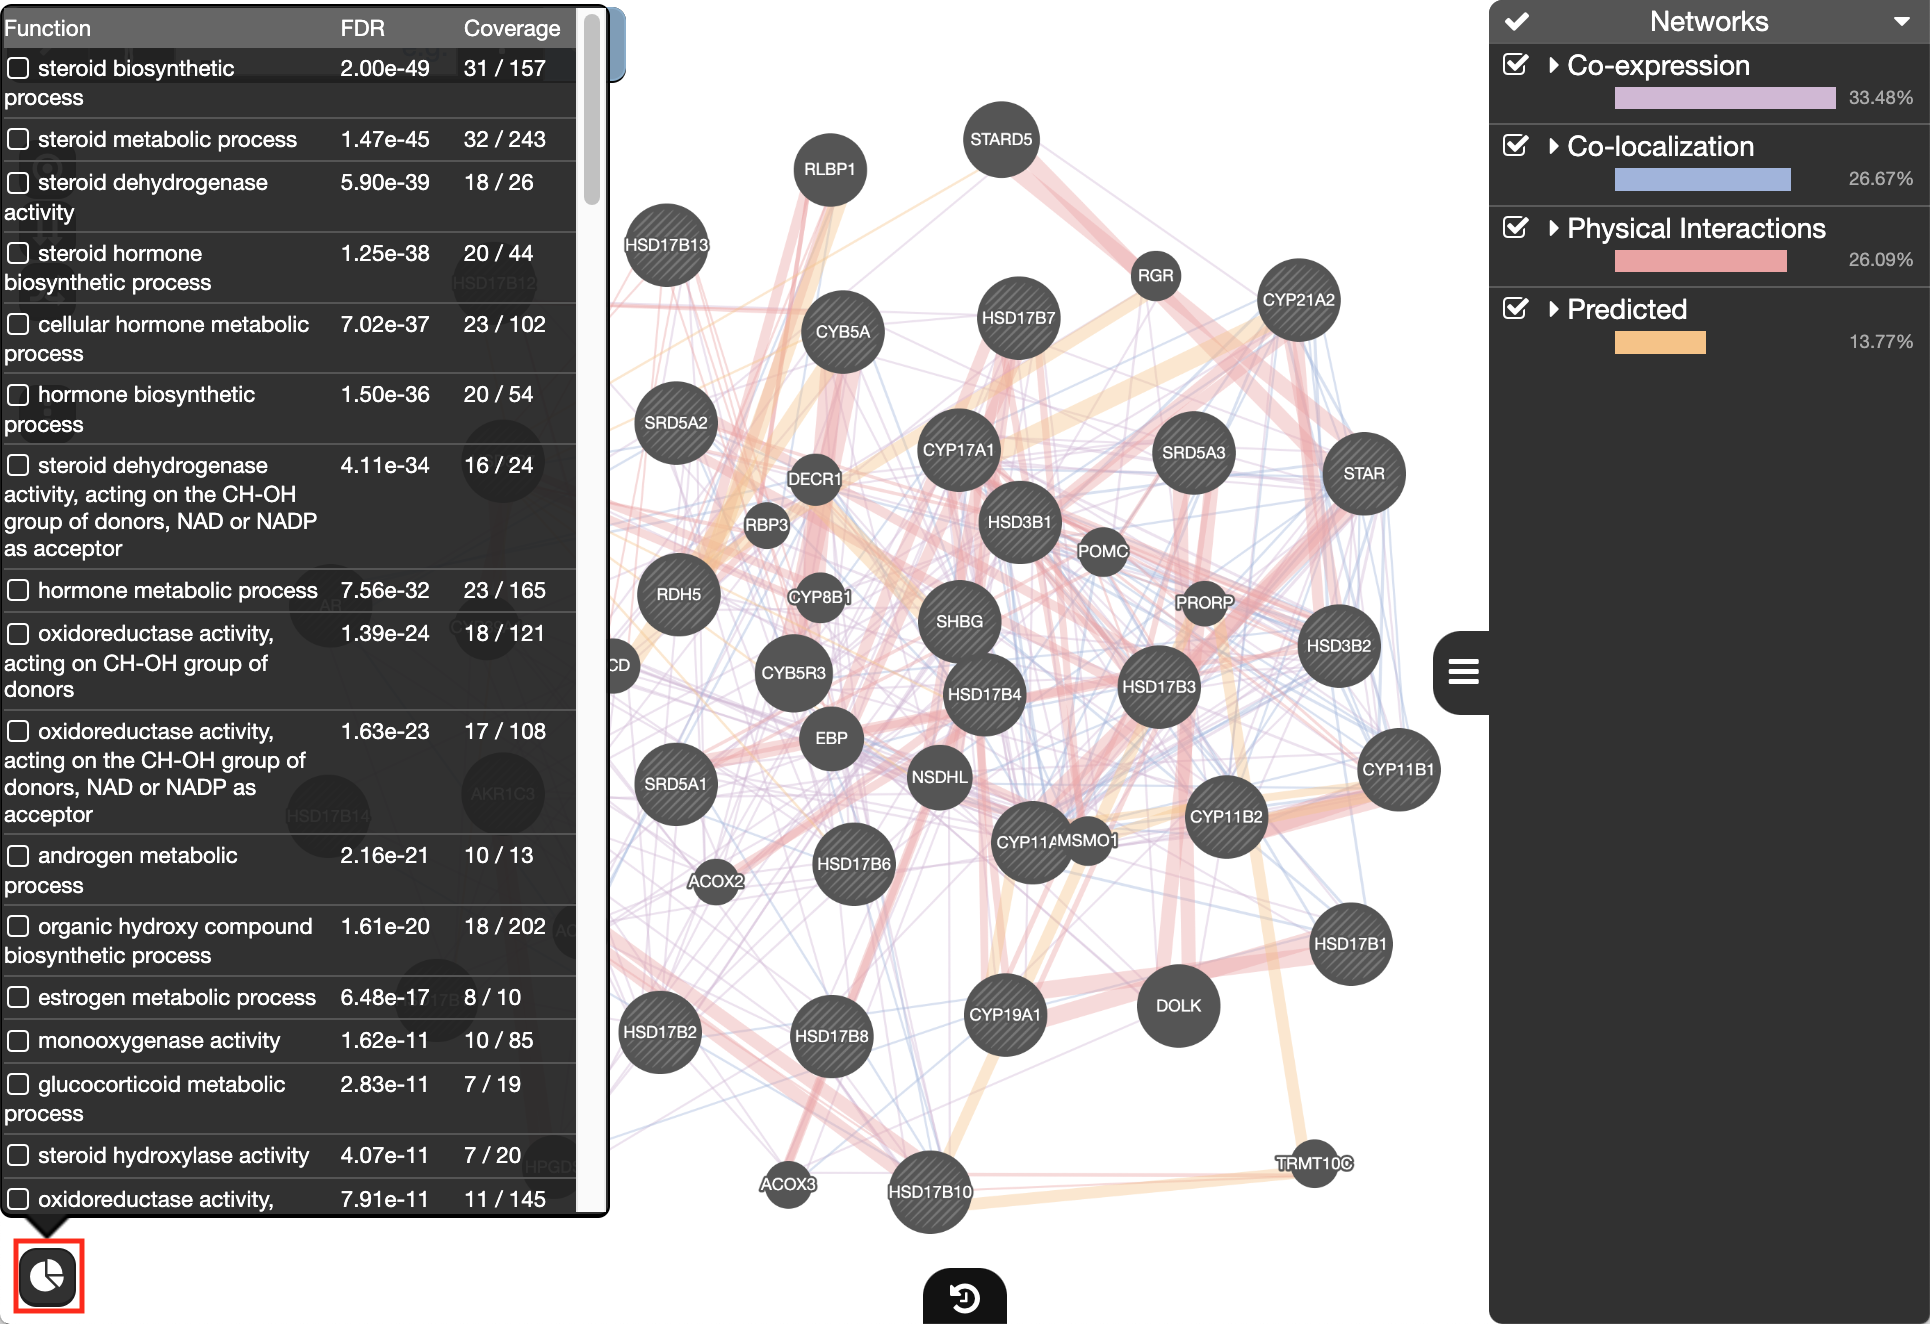 Function FDR Coverage
steroid biosynthetic 2.00e-49 31 / 157
process
steroid metabolic process 1.47e-45 32 / 243
steroid dehydrogenase 5.90e-39 18 / 26
activity
steroid hormone 1.25e-38 20 / 44
biosynthetic process
cellular hormone metabolic 7.02e-37 23 / 102
process
hormone biosynthetic 1.50e-36 20 / 54
process
steroid dehydrogenase 4.11e-34 16 / 24
activity, acting on the CH-OH
group of donors, NAD or NADP
as acceptor
hormone metabolic process 7.56e-32 23 / 165
oxidoreductase activity, 1.39e-24 18 / 121
acting on CH-OH group of
donors
oxidoreductase activity, 1.63e-23 17 / 108
acting on the CH-OH group of
donors, NAD or NADP as
acceptor
androgen metabolic 2.16e-21 10 / 13
process
organic hydroxy compound 1.61e-20 18 / 202
biosynthetic process
estrogen metabolic process 6.48e-17 8 / 10
monooxygenase activity 1.62e-11 10 / 85
glucocorticoid metabolic 2.83e-11 7 / 19
process
steroid hydroxylase activity 4.07e-11 7 / 20
oxidoreductase activity, 7.91e-11 11 / 145
HSD17B12
AR
HSD17B14
AKR1C3
STARD5
RLBP1
HSD17B13
RGR
CYP21A2
HSD17B7
CYB5A
SRD5A2
CYP17A1
SRD5A3
STAR
DECR1
RBP3
HSD3B1
POMC
RDH5
CYP8B1
PRORP
SHBG
HSD3B2
CD
CYB5R3
HSD17B4
HSD17B3
EBP
NSDHL
CYP11B1
SRD5A1
CYP11B2
CYP11A
MSMO1
HSD17B6
ACOX2
HSD17B1
DOLK
CYP19A1
HSD17B2
HSD17B8
TRMT10C
ACOX3
HSD17B10
Networks
Co-expression
33.48%
Co-localization
26.67%
Physical Interactions
26.09%
Predicted
13.77%